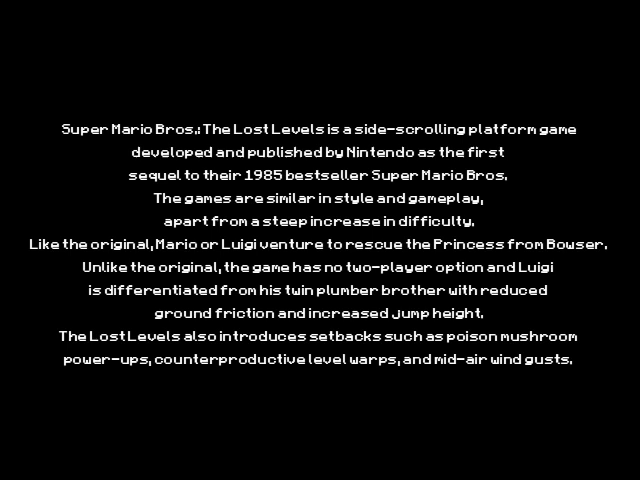 Super Mario Bros.: The Lost Levels is a side-scrolling platform game
developed and published by Nintendo as the first
sequel to their 1985 bestseller Super Mario Bros.
The games are similar in style and gameplay,
apart from a steep increase in difficulty.
Like the original, Mario or Luigi venture to rescue the Princess from Bowser.
Unlike the original, the game has no two-player option and Luigi
is differentiated from his twin plumber brother with reduced
ground friction and increased jump height.
The Lost Levels also introduces setbacks such as poison mushroom
power-ups, counterproductive level warps, and mid-air wind gusts.